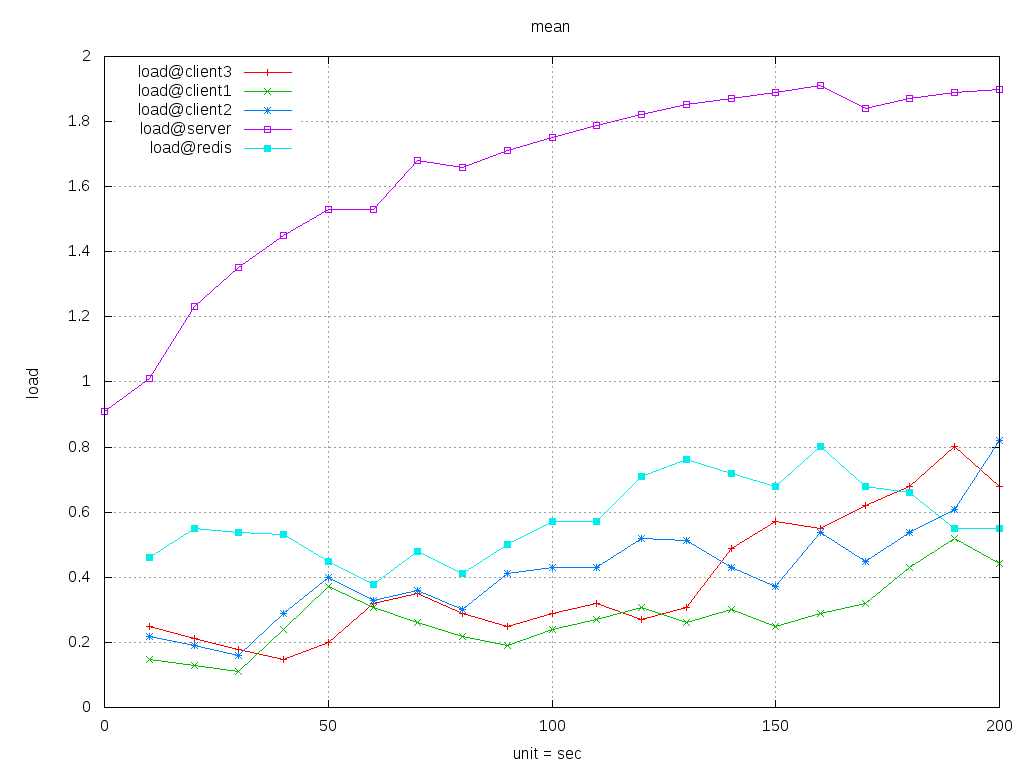 mean
load@client3
load@client1
load@client2
load@server
load@redis
2
1.8
1.6
1.4
1.2
1
0.8
0.6
0.4
0.2
0
load
0 50 100 150 200
unit = sec